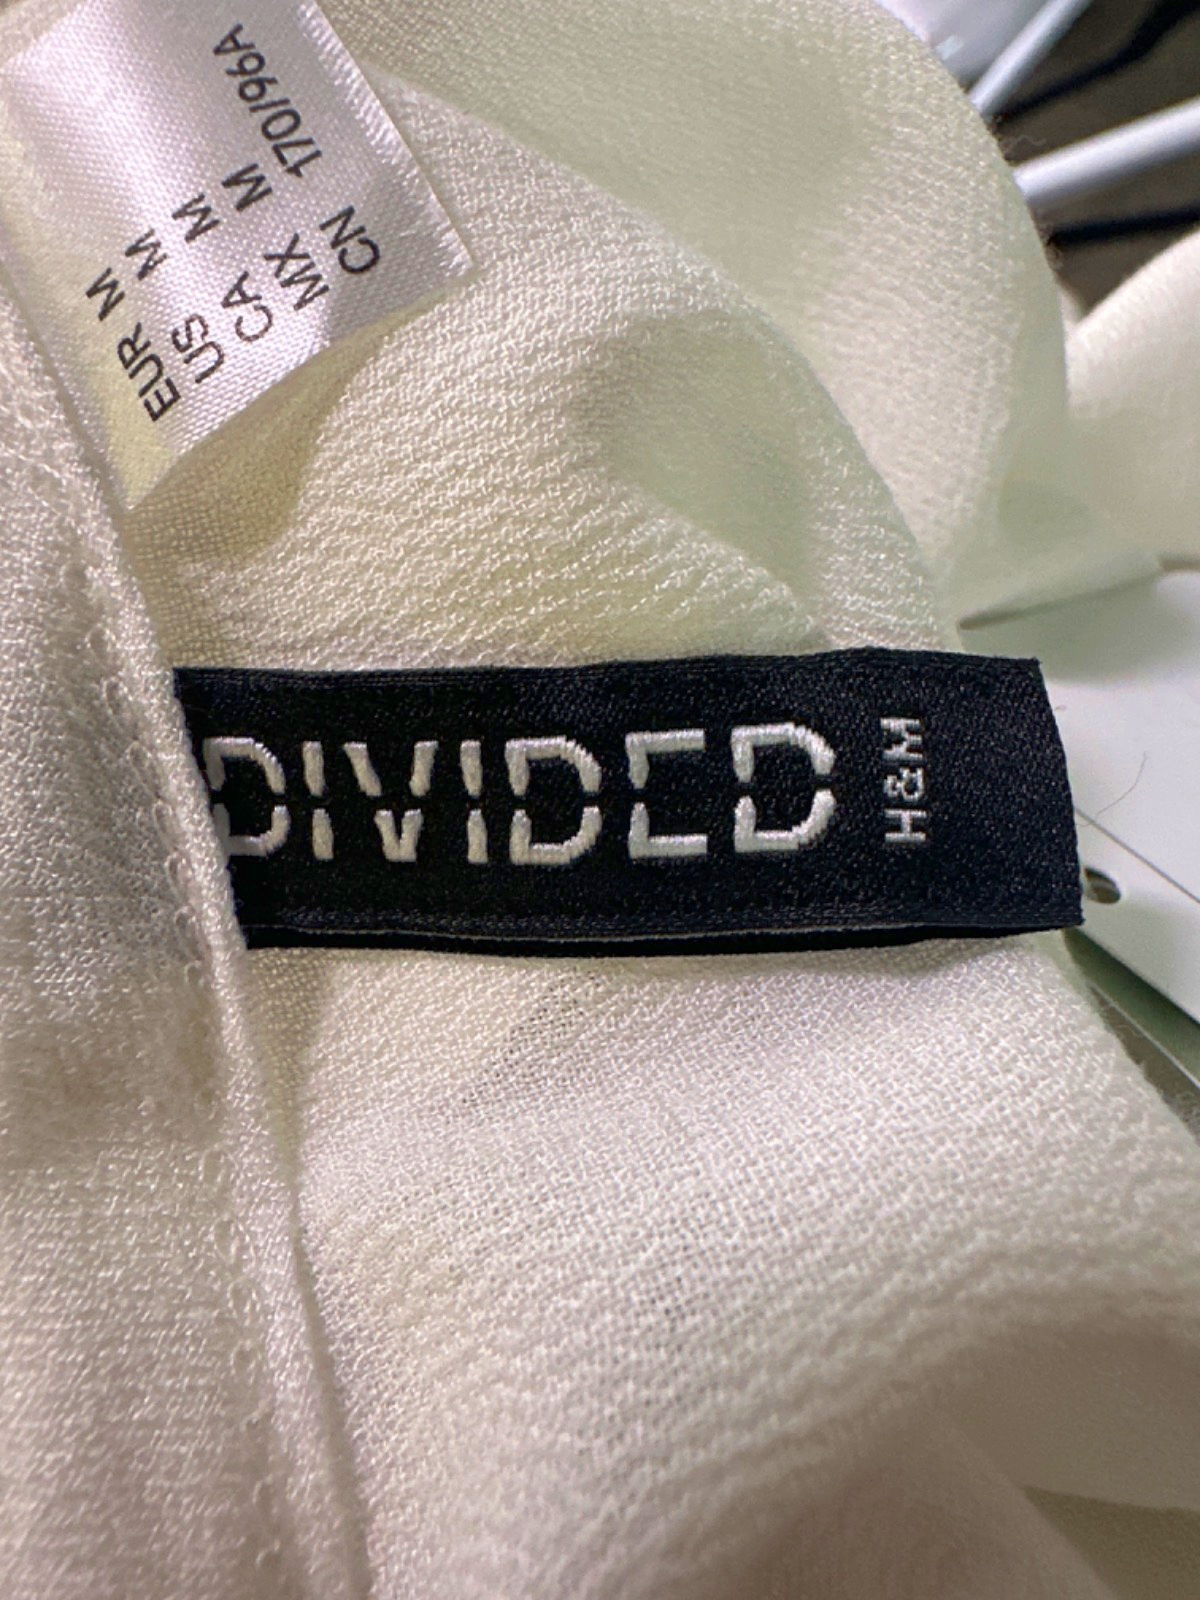 EUR M
US M
CA M
MX M
CN 170/96A
DIVIDED
H&M